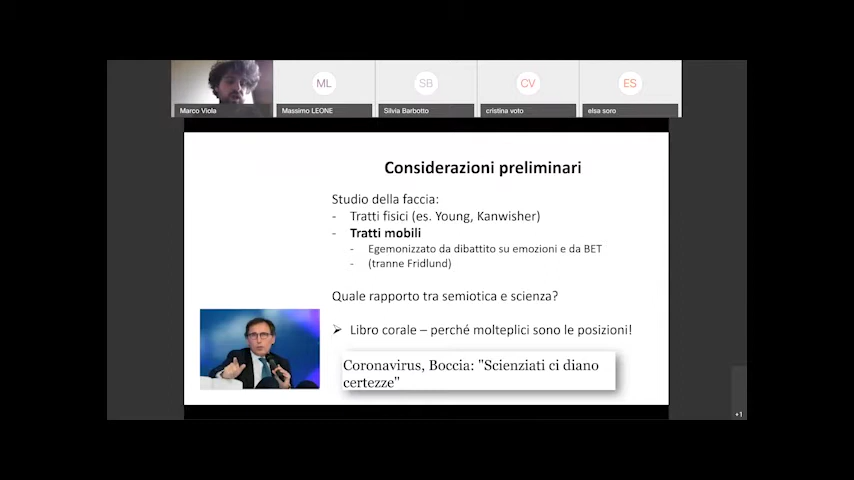 ML
SB
CV
ES
Marco Viola
Massimo LEONE
Silvia Barbotto
cristina voto
elsa soro
Considerazioni preliminari
Studio della faccia:
- Tratti fisici (es. Young, Kanwisher)
- Tratti mobili
- Egemonizzato da dibattito su emozioni e da BET
- (tranne Fridlund)
Quale rapporto tra semiotica e scienza?
➢ Libro corale – perché molteplici sono le posizioni!
Coronavirus, Boccia: "Scienziati ci diano
certezze"
+1